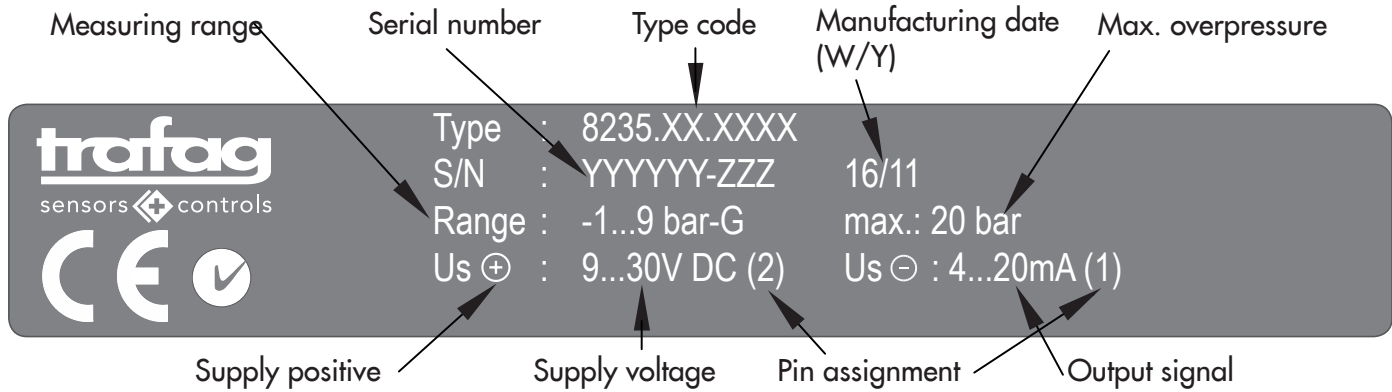 Measuring range Serial number Type code Manufacturing date (W/Y) Max. overpressure
trafag
sensors controls
CE
Type : 8235.XX.XXXX
S/N : YYYYYY-ZZZ 16/11
Range : -1...9 bar-G max.: 20 bar
Us ⊕ : 9...30V DC (2) Us ⊖ : 4...20mA (1)
Supply positive Supply voltage Pin assignment Output signal